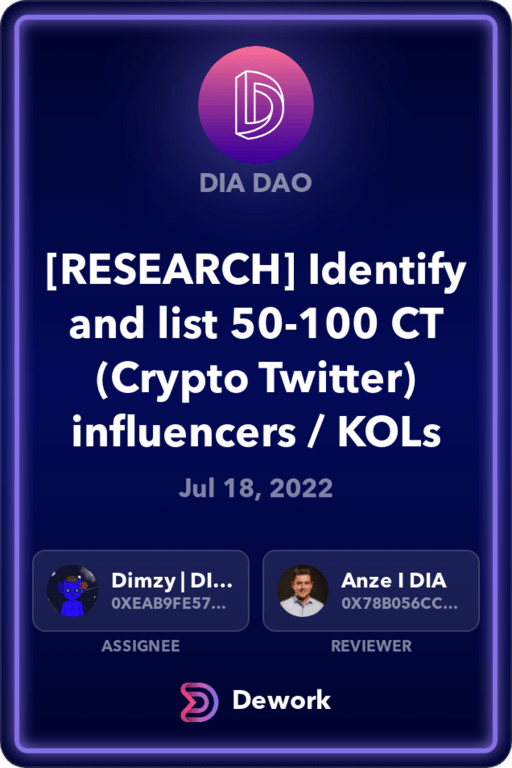 DIA DAO
[RESEARCH] Identify
and list 50-100 CT
(Crypto Twitter)
influencers / KOLs
Jul 18, 2022
Dimzy | DI...
0XEAB9FE57...
ASSIGNEE
Anze I DIA
0X78B056CC...
REVIEWER
Dework